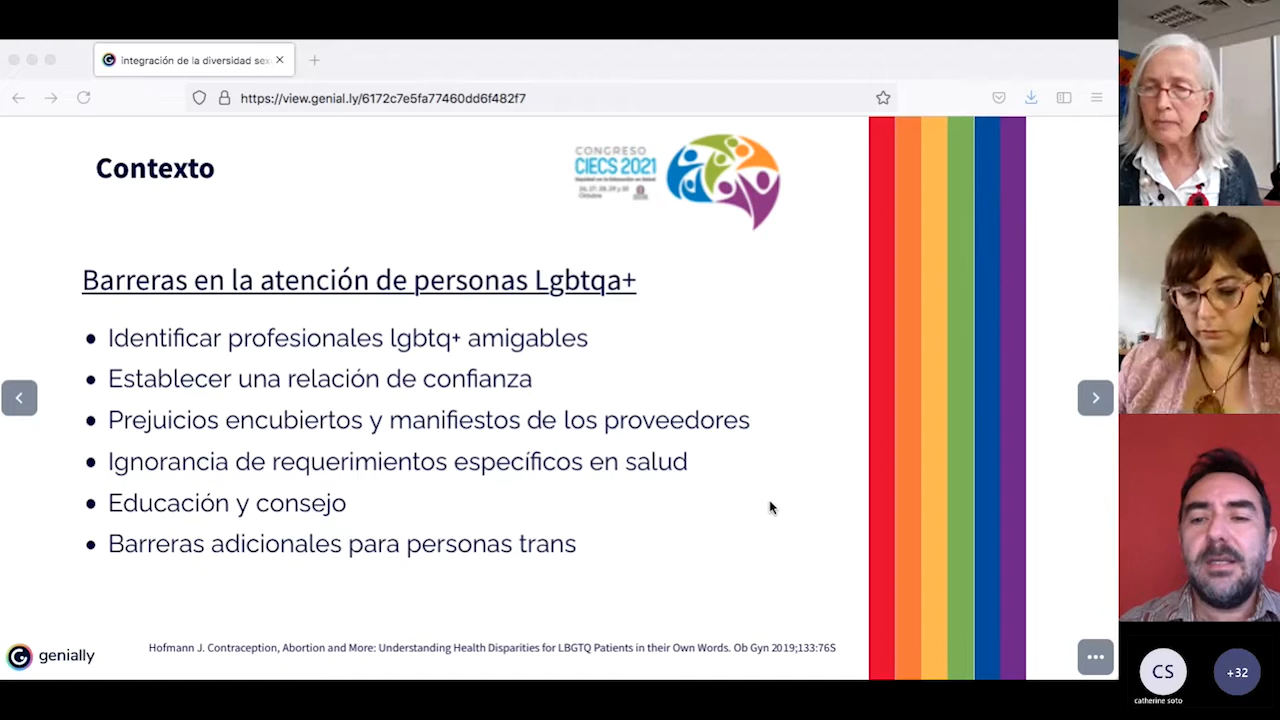 integración de la diversidad sex
https://view.genial.ly/6172c7e5fa77460dd6f482f7
Contexto
CONGRESO
CIECS 2021
Barreras en la atención de personas Lgbtqa+
Identificar profesionales lgbtq+ amigables
Establecer una relación de confianza
Prejuicios encubiertos y manifiestos de los proveedores
Ignorancia de requerimientos específicos en salud
Educación y consejo
Barreras adicionales para personas trans
Hofmann J. Contraception, Abortion and More: Understanding Health Disparities for LBGTQ Patients in their Own Words. Ob Gyn 2019;133:76S
genially
CS
+32
catherine soto